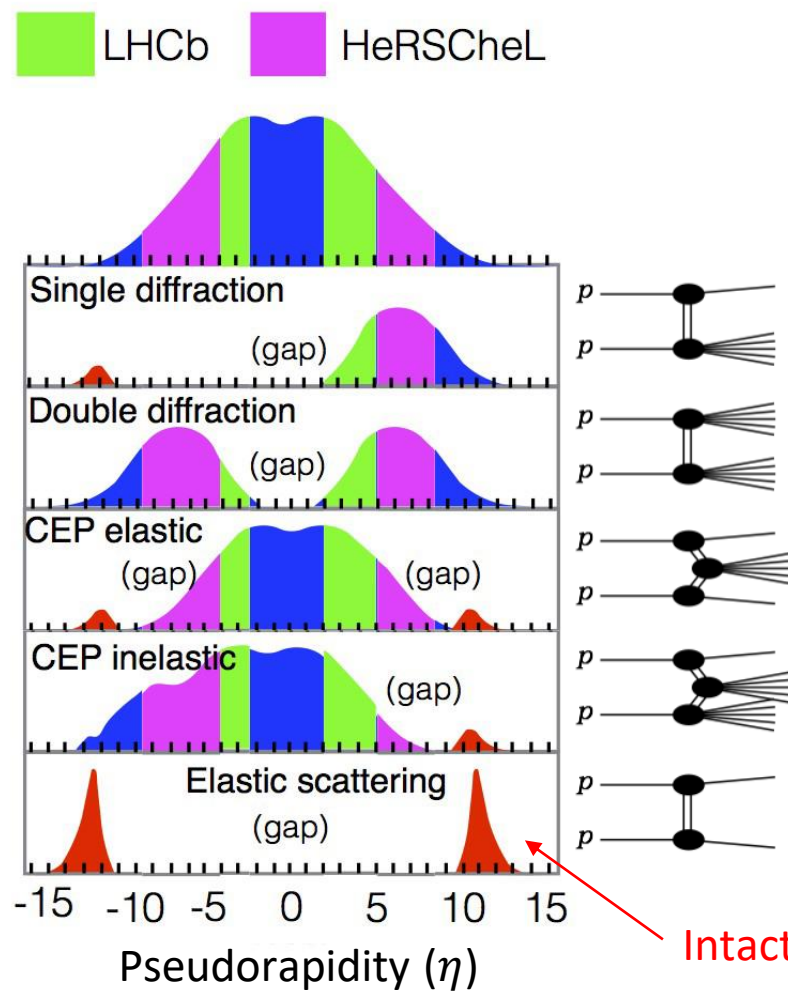 LHCb HeRSCheL
Single diffraction
(gap)
p
p
Double diffraction
(gap)
p
p
CEP elastic
(gap) (gap)
p
p
CEP inelastic
(gap)
p
p
Elastic scattering
(gap)
p
p
-15 -10 -5 0 5 10 15
Pseudorapidity (η)
Intact